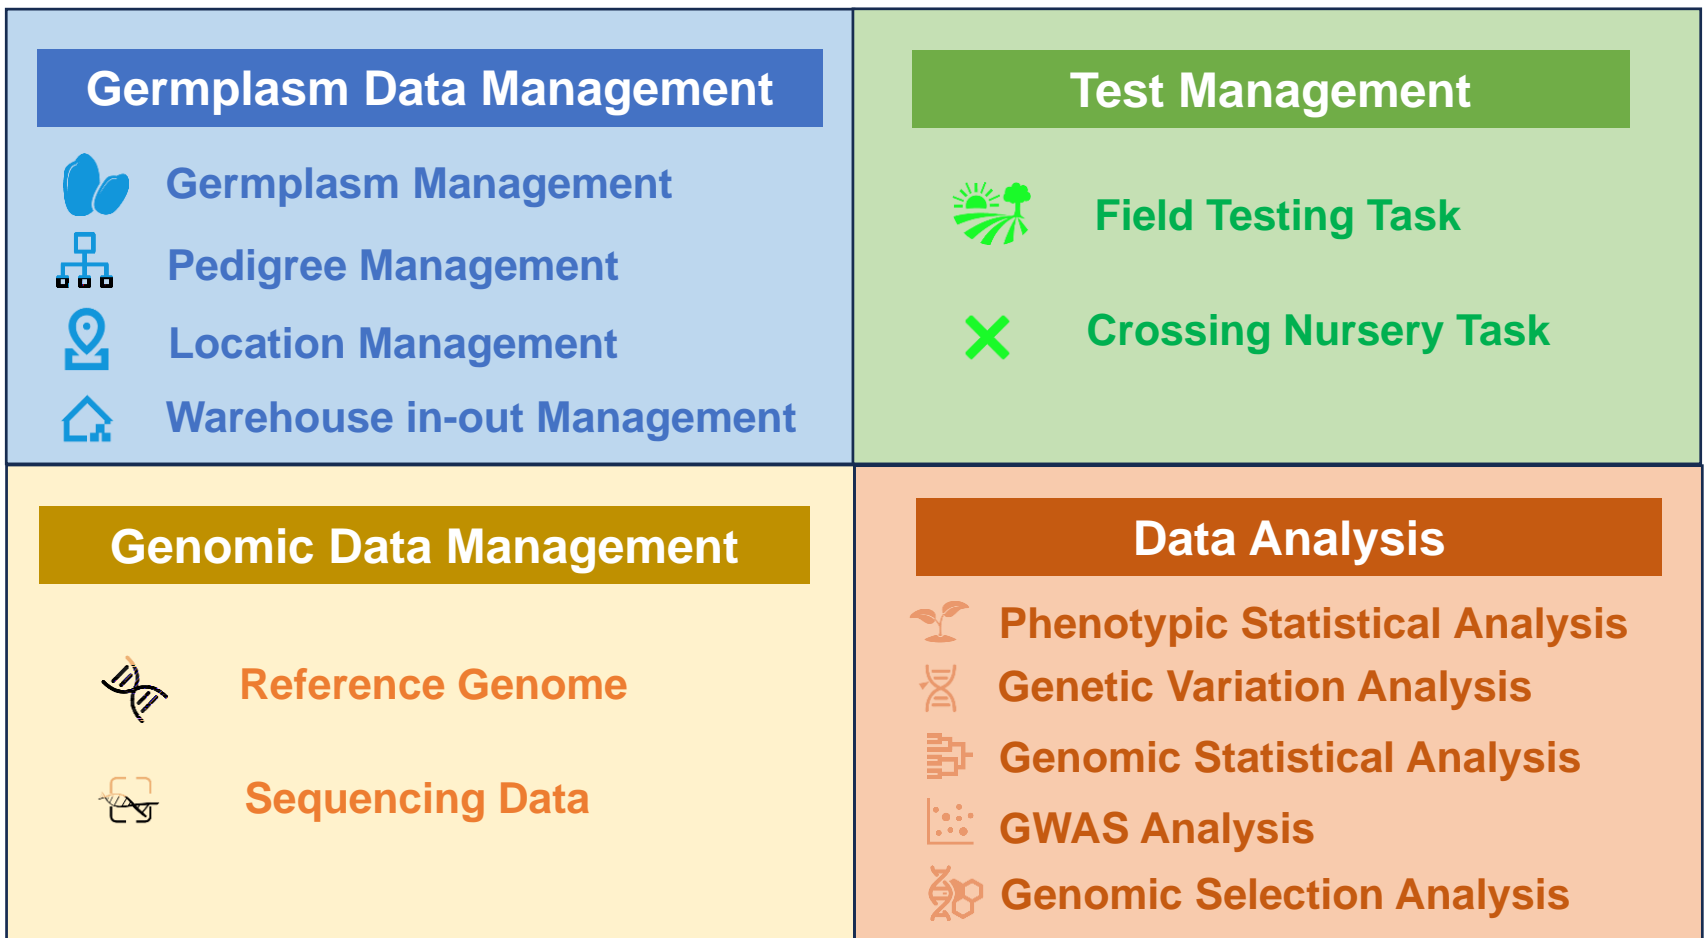 Germplasm Data Management
Germplasm Management
Pedigree Management
Location Management
Warehouse in-out Management
Test Management
Field Testing Task
Crossing Nursery Task
Genomic Data Management
Reference Genome
Sequencing Data
Data Analysis
Phenotypic Statistical Analysis
Genetic Variation Analysis
Genomic Statistical Analysis
GWAS Analysis
Genomic Selection Analysis